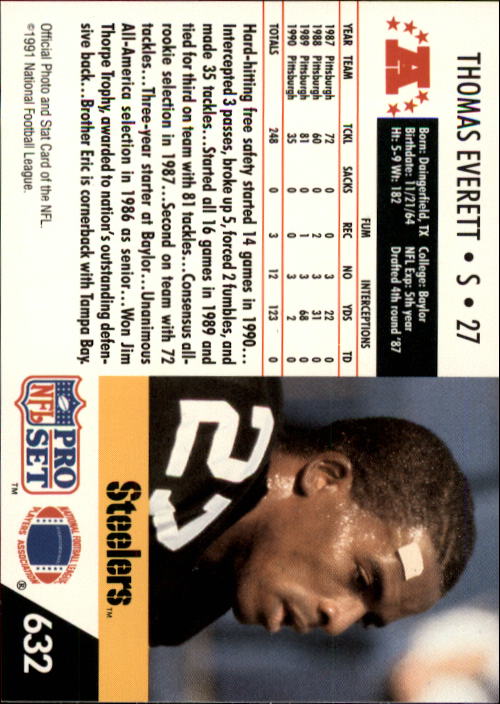 THOMAS EVERETT • S • 27
A
Born: Daingerfield, TX College: Baylor
Birthdate: 11/21/64 NFL Exp: 5th year
Ht: 5-9 Wt: 182 Drafted 4th round '87
FUM INTERCEPTIONS
YEAR TEAM TCKL SACKS REC NO YDS TD
1987 Pittsburgh 72 0 0 3 22 0
1988 Pittsburgh 60 0 2 3 31 0
1989 Pittsburgh 81 0 1 3 68 0
1990 Pittsburgh 35 0 0 3 2 0
TOTALS 248 0 3 12 123 0
Hard-hitting free safety started 14 games in 1990...
Intercepted 3 passes, broke up 5, forced 2 fumbles, and
made 35 tackles...Started all 16 games in 1989 and
tied for third on team with 81 tackles...Consensus all-
rookie selection in 1987...Second on team with 72
tackles...Three-year starter at Baylor...Unanimous
All-America selection in 1986 as senior...Won Jim
Thorpe Trophy, awarded to nation's outstanding defen-
sive back...Brother Eric is cornerback with Tampa Bay.
Official Photo and Stat Card of the NFL.
©1991 National Football League.
27
Steelers™
PRO
NFL SET™
NATIONAL FOOTBALL LEAGUE
PLAYERS ASSOCIATION®
632